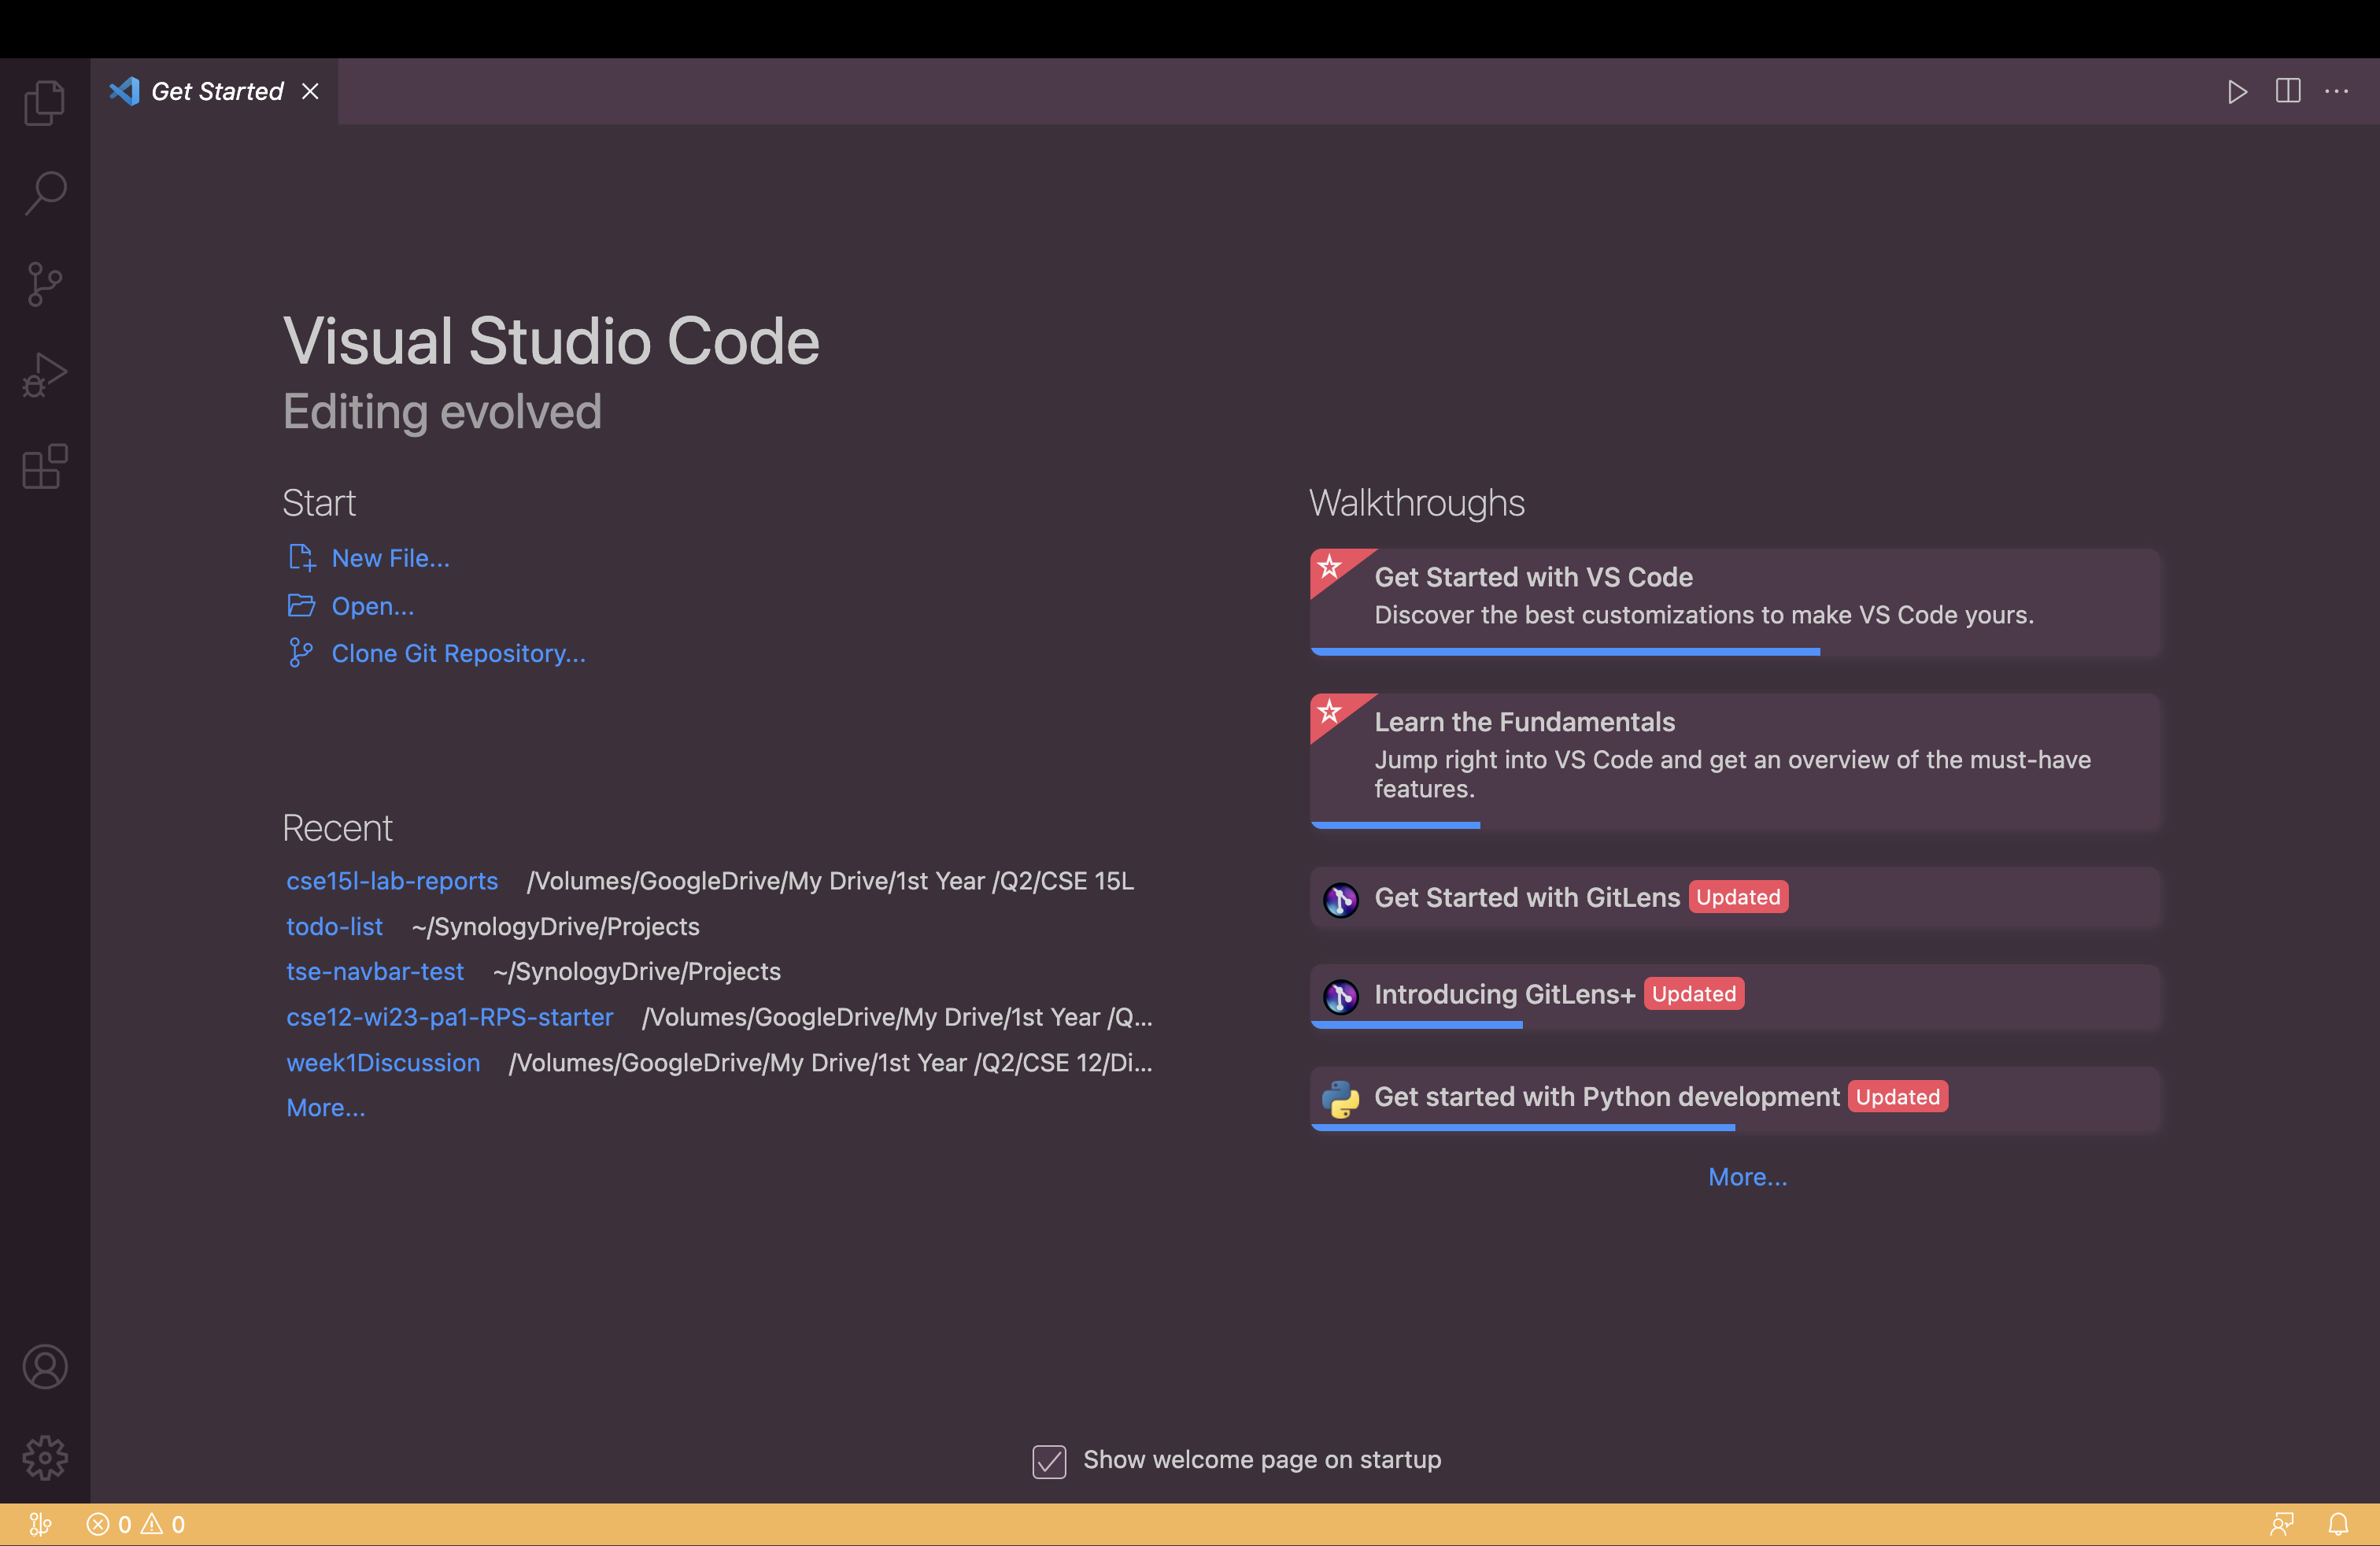 Get Started
Visual Studio Code
Editing evolved
Start
New File...
Open...
Clone Git Repository...
Recent
cse15l-lab-reports /Volumes/GoogleDrive/My Drive/1st Year /Q2/CSE 15L
todo-list ~/SynologyDrive/Projects
tse-navbar-test ~/SynologyDrive/Projects
cse12-wi23-pa1-RPS-starter /Volumes/GoogleDrive/My Drive/1st Year /Q...
week1Discussion /Volumes/GoogleDrive/My Drive/1st Year /Q2/CSE 12/Di...
More...
Walkthroughs
Get Started with VS Code
Discover the best customizations to make VS Code yours.
Learn the Fundamentals
Jump right into VS Code and get an overview of the must-have
features.
Get Started with GitLens Updated
Introducing GitLens+ Updated
Get started with Python development Updated
More...
Show welcome page on startup
0 0